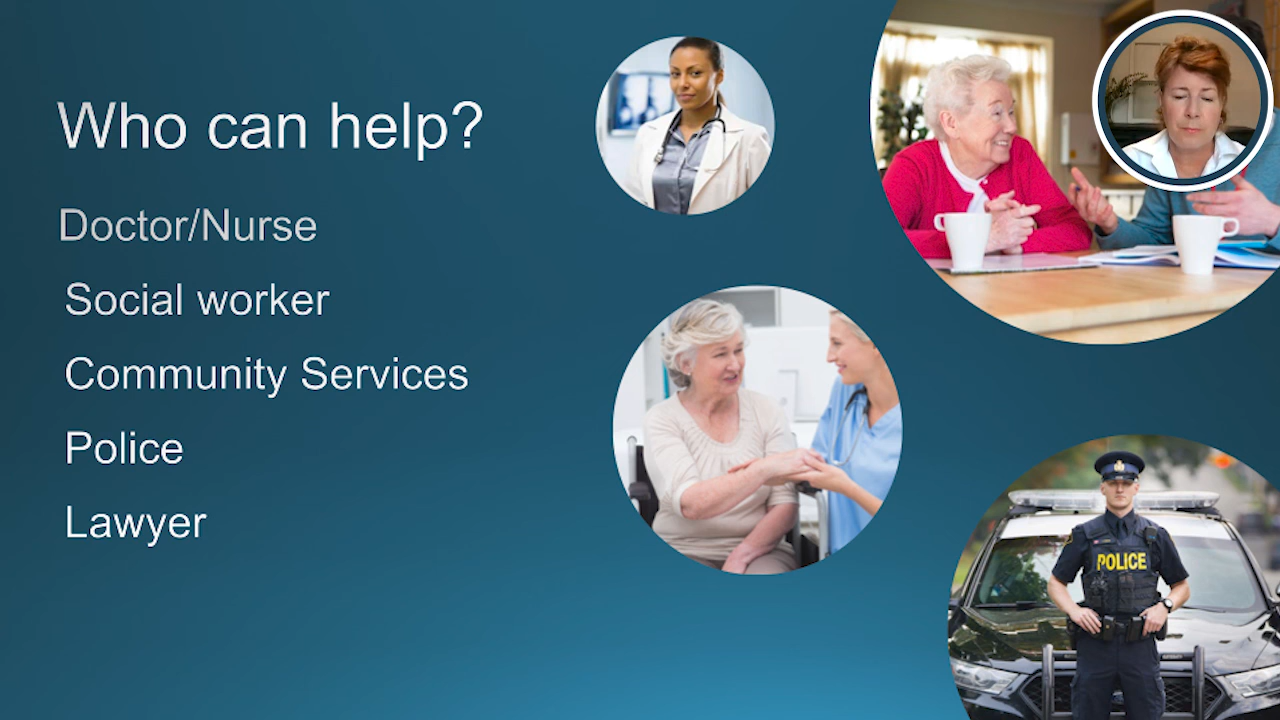 Who can help?
Doctor/Nurse
Social worker
Community Services
Police
Lawyer
POLICE